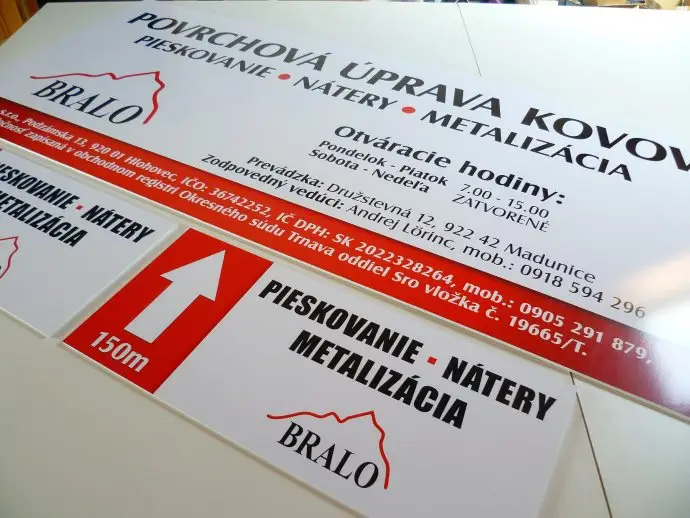 POVRCHOVÁ ÚPRAVA KOVOV
PIESKOVANIE • NÁTERY • METALIZÁCIA
BRALO
Otváracie hodiny:
Pondelok - Piatok 7.00 - 15.00
Sobota - Nedeľa ZATVORENÉ
Prevádzka: Družstevná 12, 922 42 Madunice
Zodpovedný vedúci: Andrej Lörinc, mob.: 0918 594 296
s.r.o., Podzámska 13, 920 01 Hlohovec, IČO: 36742252, IČ DPH: SK 2022328264, mob.: 0905 291 879,
zapísaná v obchodnom registri Okresného súdu Trnava oddiel Sro vložka č. 19665/T.
PIESKOVANIE • NÁTERY
METALIZÁCIA
150m
PIESKOVANIE • NÁTERY
METALIZÁCIA
BRALO